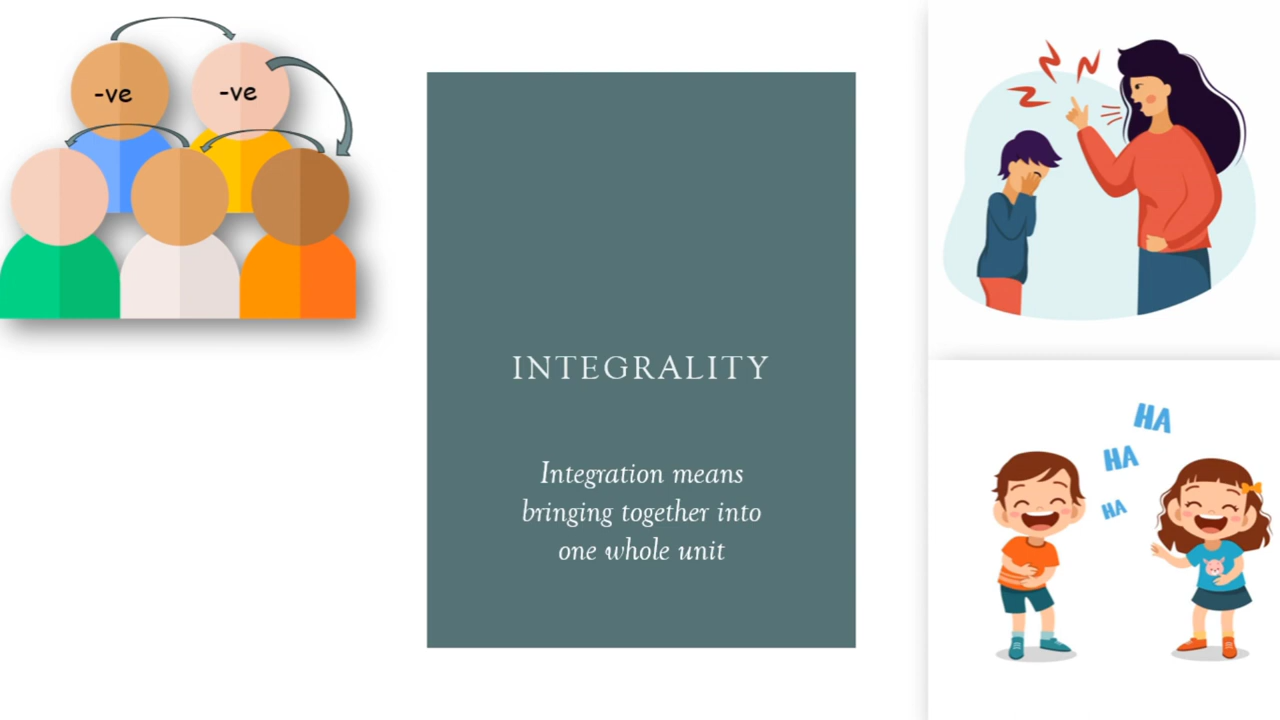 -ve
-ve
INTEGRALITY
Integration means
bringing together into
one whole unit
HA
HA
HA